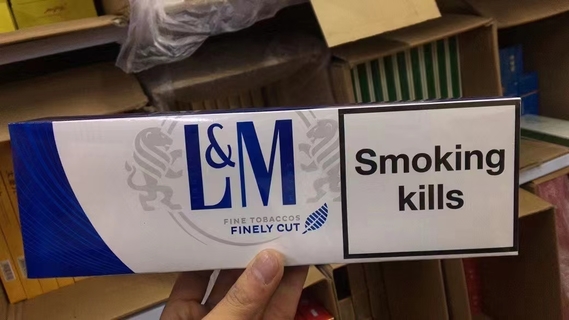 L&M
FINE TOBACCOS
FINELY CUT
Smoking
kills